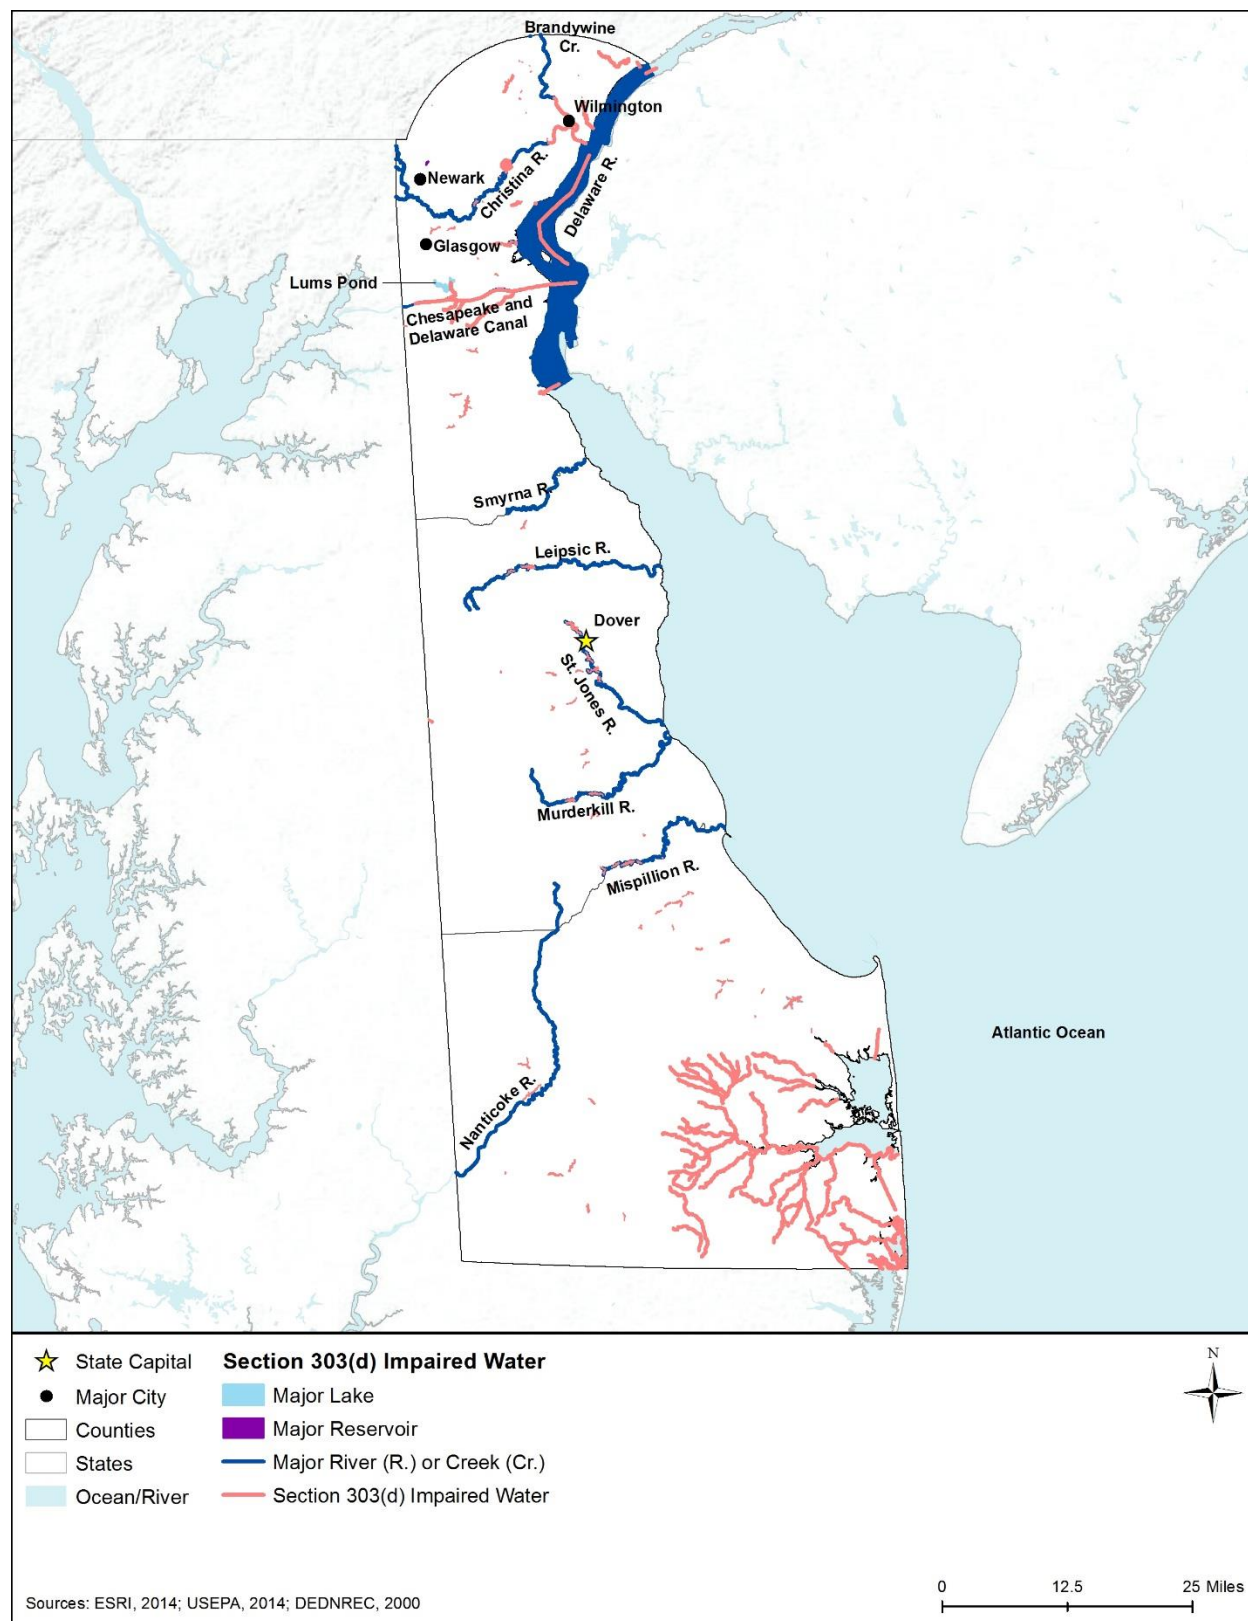 Brandywine
Cr.
Wilmington
Newark
Christina R.
Delaware R.
Glasgow
Lums Pond
Chesapeake and
Delaware Canal
Smyrna R
Leipsic R.
Dover
St. Jones R.
Murderkill R.
Mispillion R.
Atlantic Ocean
Nanticoke R.
State Capital
Major City
Counties
States
Ocean/River
Section 303(d) Impaired Water
Major Lake
Major Reservoir
Major River (R.) or Creek (Cr.)
Section 303(d) Impaired Water
N
Sources: ESRI, 2014; USEPA, 2014; DEDNREC, 2000
0 12.5 25 Miles